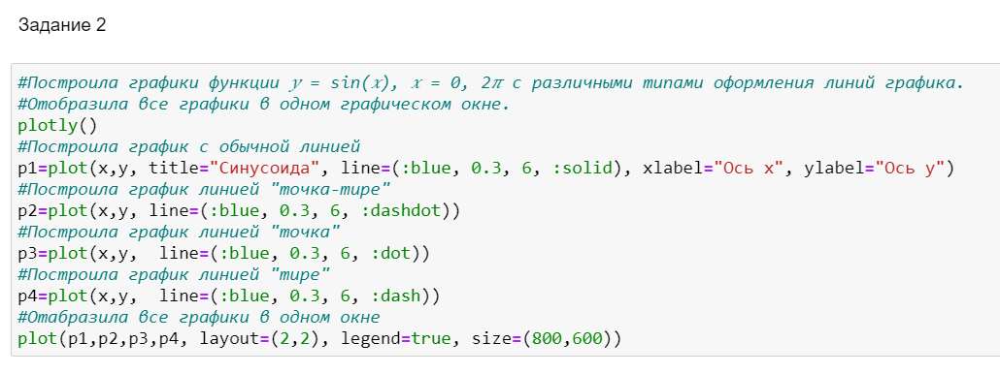 Задание 2
#Построила графики функции 𝑦 = sin(𝑥), 𝑥 = 0, 2𝜋 с различными типами оформления линий графика.
#Отобразила все графики в одном графическом окне.
plotly()
#Построила график с обычной линией
p1=plot(x,y, title="Синусоида", line=(:blue, 0.3, 6, :solid), xlabel="Ось x", ylabel="Ось y")
#Построила график линией "точка-тире"
p2=plot(x,y, line=(:blue, 0.3, 6, :dashdot))
#Построила график линией "точка"
p3=plot(x,y,  line=(:blue, 0.3, 6, :dot))
#Построила график линией "тире"
p4=plot(x,y,  line=(:blue, 0.3, 6, :dash))
#Отабразила все графики в одном окне
plot(p1,p2,p3,p4, layout=(2,2), legend=true, size=(800,600))